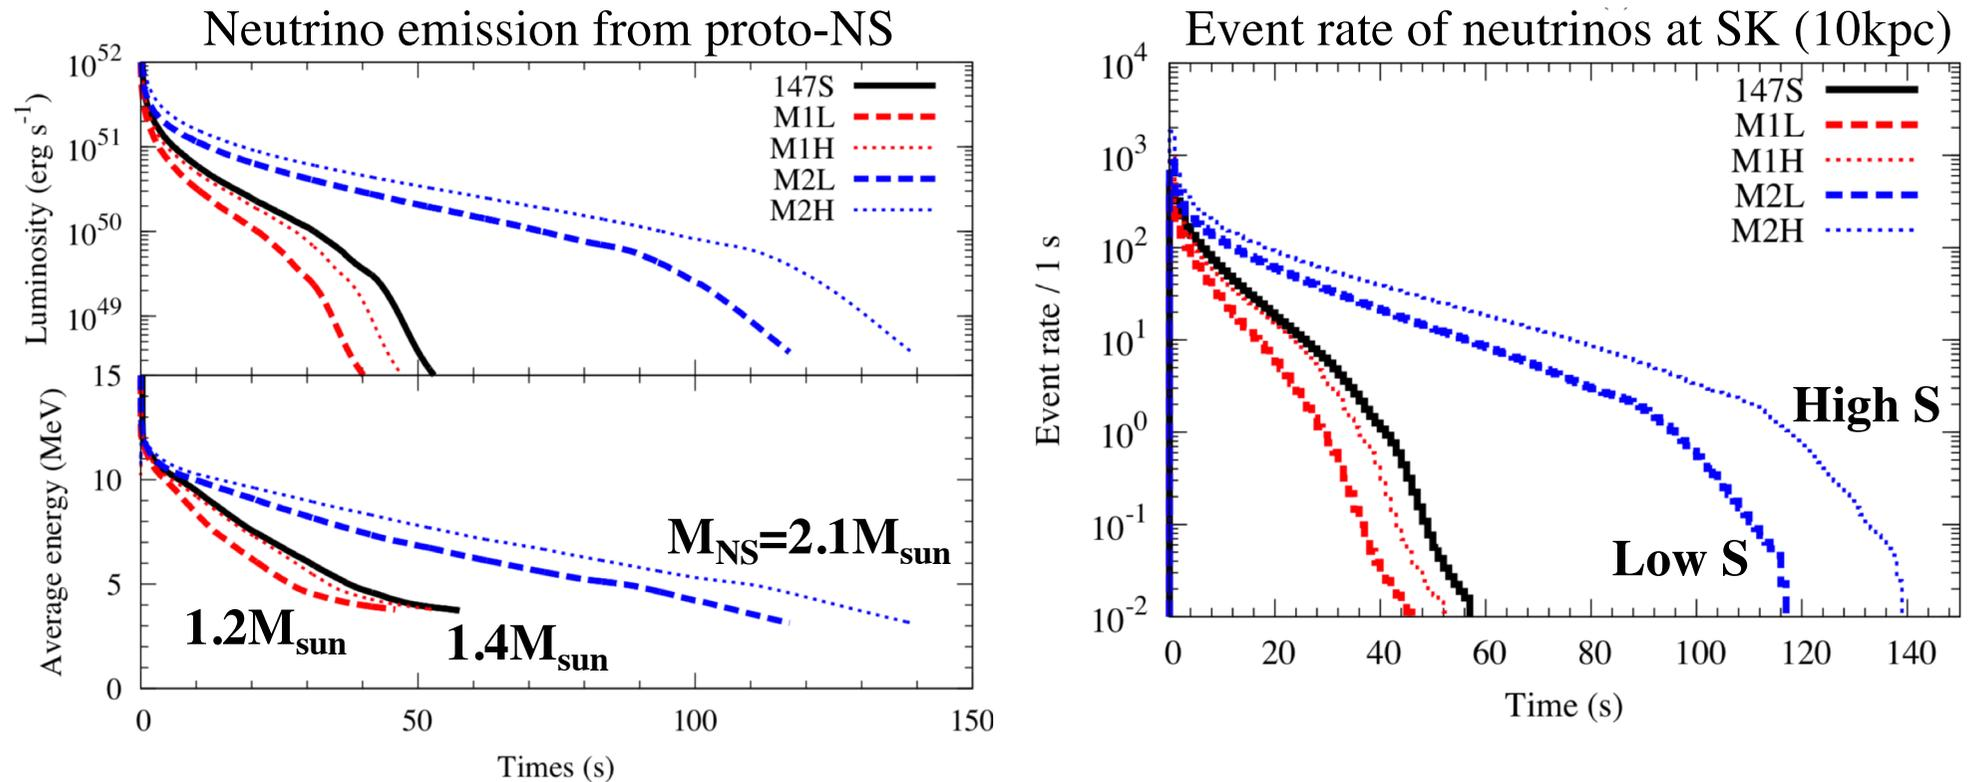 Neutrino emission from proto-NS
10^52
10^51
10^50
10^49
Luminosity (erg s^-1)
147S
M1L
M1H
M2L
M2H
15
10
5
0
Average energy (MeV)
M_NS=2.1M_sun
1.2M_sun
1.4M_sun
0 50 100 150
Times (s)
Event rate of neutrinos at SK (10kpc)
10^4
10^3
10^2
10^1
10^0
10^-1
10^-2
Event rate / 1 s
147S
M1L
M1H
M2L
M2H
High S
Low S
0 20 40 60 80 100 120 140
Time (s)